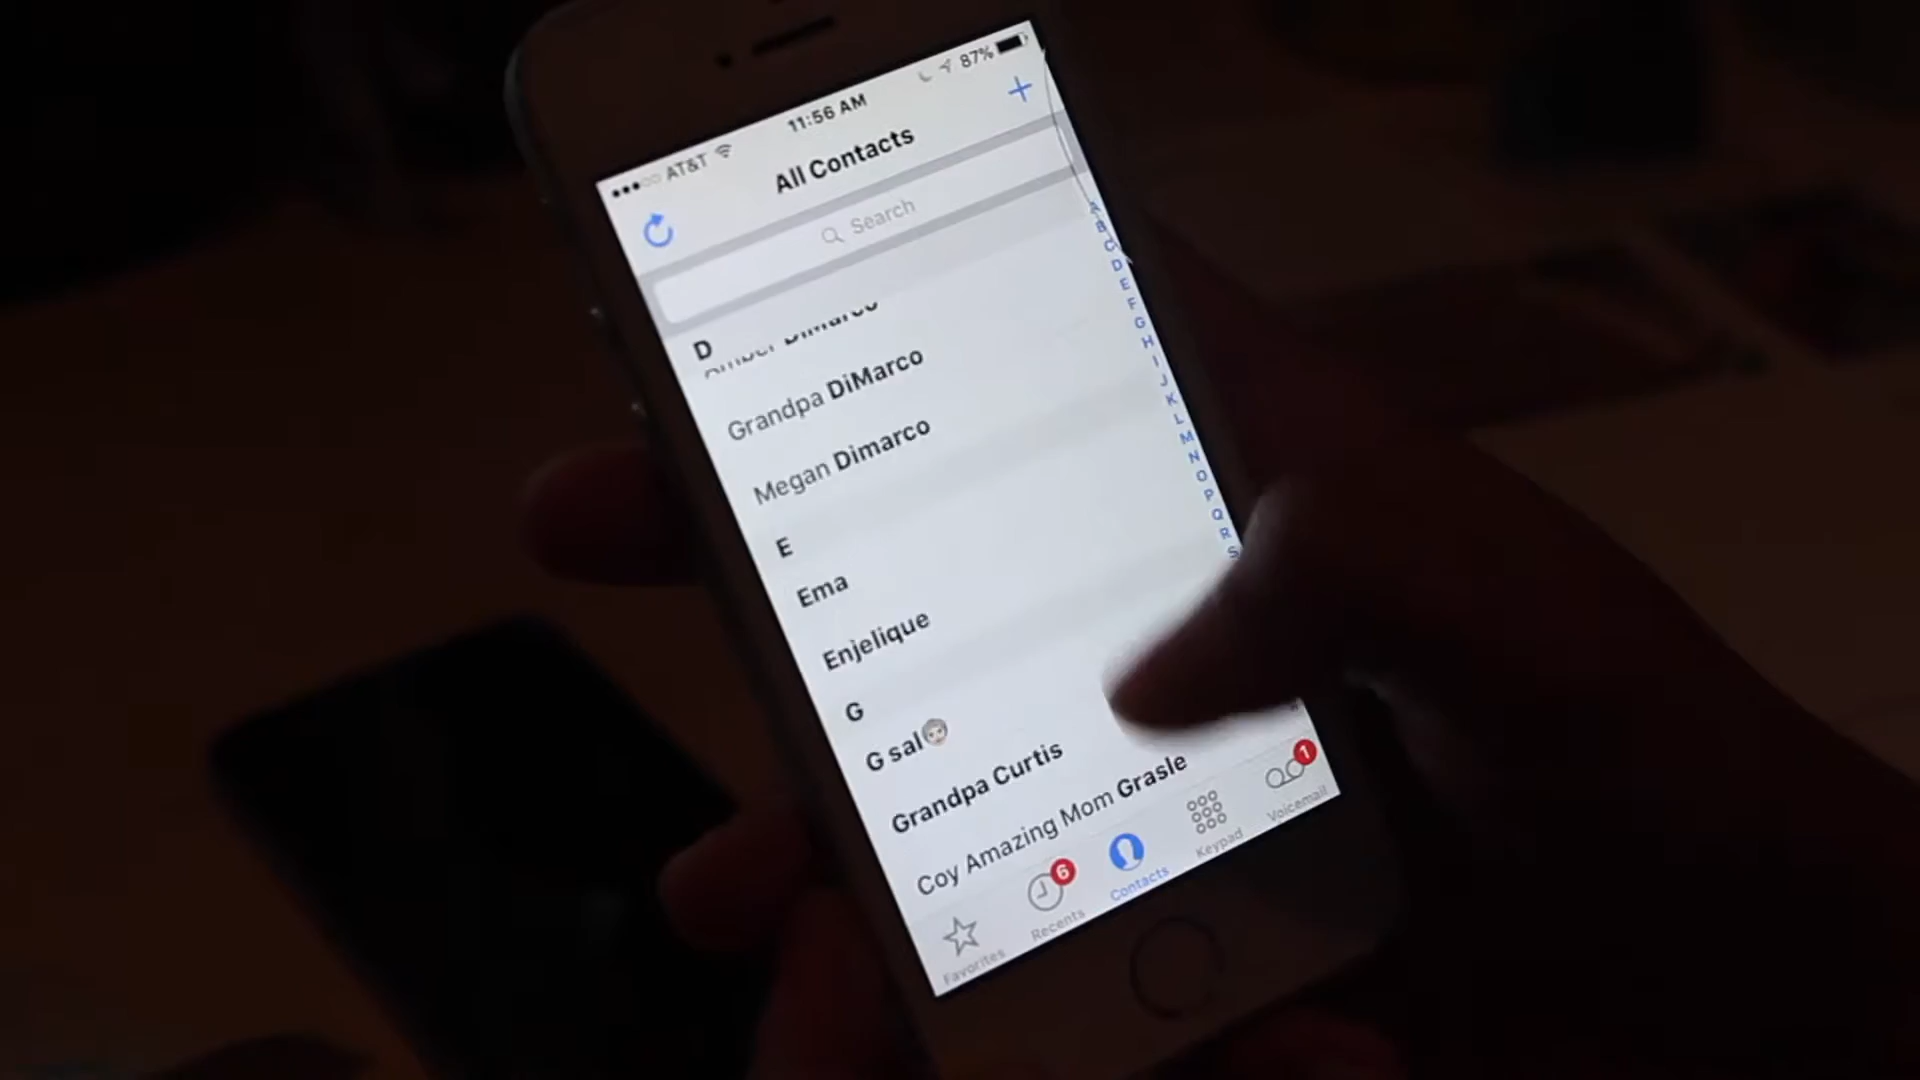 AT&T
11:56 AM
87%
All Contacts
Search
D
DiMarco
Grandpa DiMarco
Megan Dimarco
E
Ema
Enjelique
G
G sal
Grandpa Curtis
Coy Amazing Mom Grasle
A
B
C
D
E
F
G
H
I
J
K
L
M
N
O
P
Q
R
S
Favorites
6
Recents
Contacts
Keypad
1
Voicemail